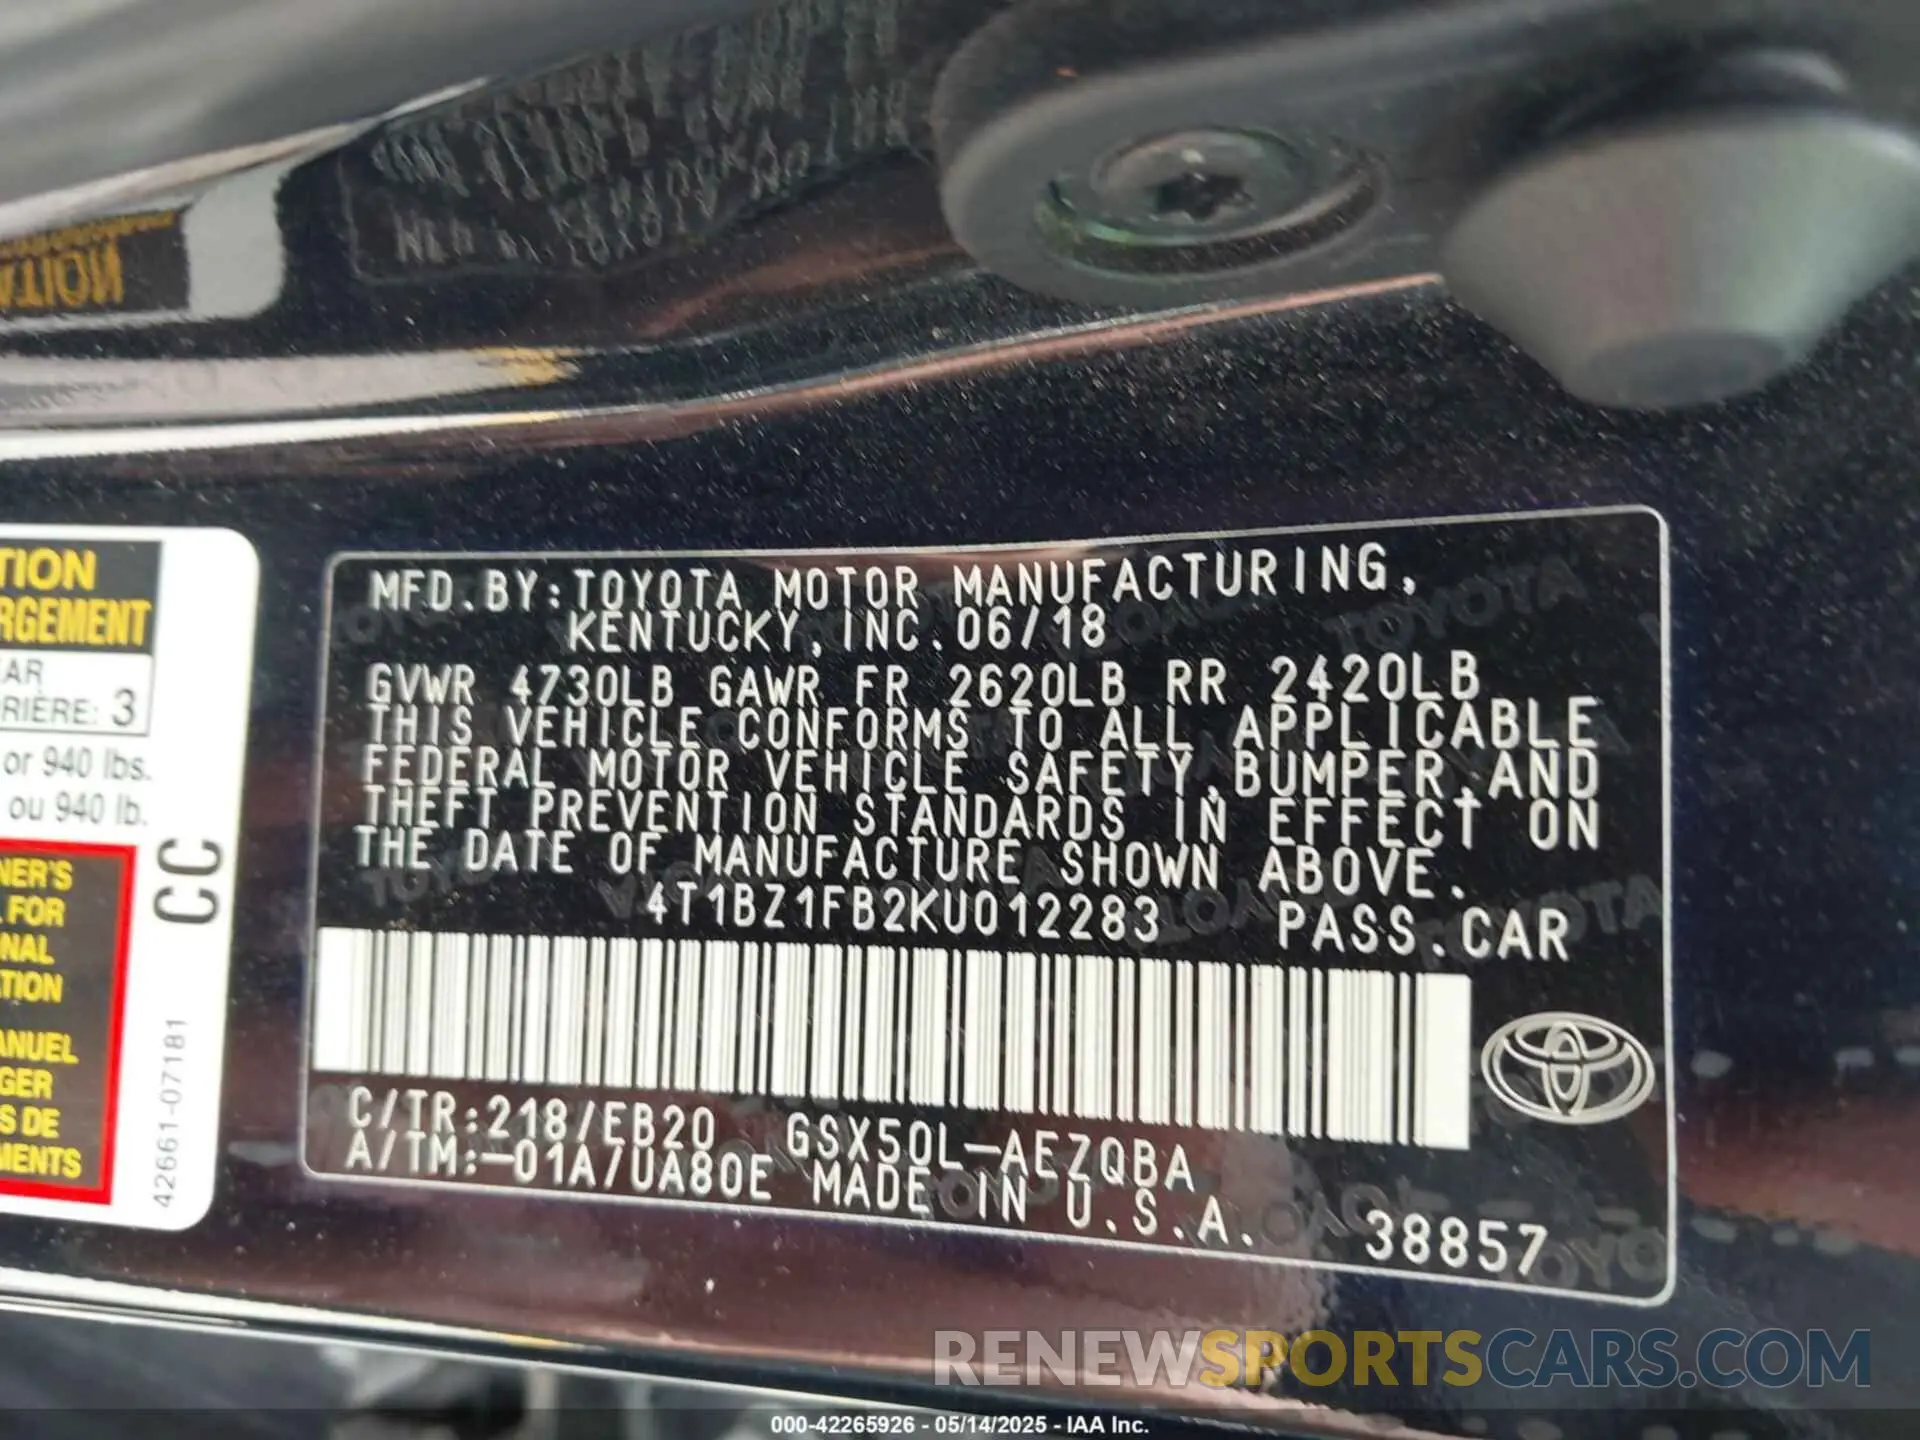 TION
RGEMENT
AR
RIÈRE: 3
or 940 lbs.
ou 940 lb.
NER'S
FOR
NAL
TION
ANUEL
GER
S DE
MENTS
CC
42661-07181
MFD.BY:TOYOTA MOTOR MANUFACTURING,
KENTUCKY,INC.06/18
GVWR 4730LB GAWR FR 2620LB RR 2420LB
THIS VEHICLE CONFORMS TO ALL APPLICABLE
FEDERAL MOTOR VEHICLE SAFETY,BUMPER,AND
THEFT PREVENTION STANDARDS IN EFFECT ON
THE DATE OF MANUFACTURE SHOWN ABOVE.
4T1BZ1FB2KU012283 PASS.CAR
C/TR:218/EB20 GSX50L-AEZQBA
A/TM:-01A/UA80E MADE IN U.S.A. 38857
RENEWSPORTSCARS.COM
000-42265926 - 05/14/2025 - IAA Inc.